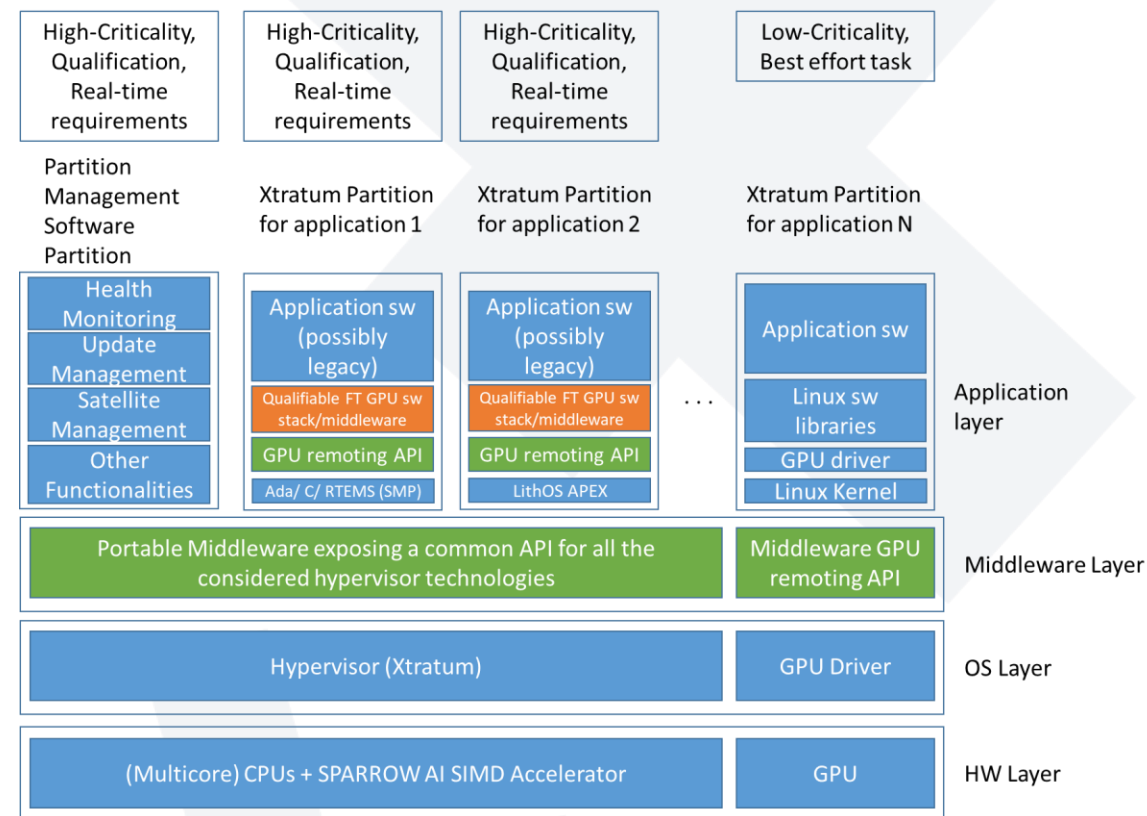 High-Criticality,
Qualification,
Real-time
requirements
High-Criticality,
Qualification,
Real-time
requirements
High-Criticality,
Qualification,
Real-time
requirements
Low-Criticality,
Best effort task
Partition
Management
Software
Partition
Xtratum Partition
for application 1
Xtratum Partition
for application 2
Xtratum Partition
for application N
Health
Monitoring
Update
Management
Satellite
Management
Other
Functionalities
Application sw
(possibly
legacy)
Qualifiable FT GPU sw
stack/middleware
GPU remoting API
Ada/ C/ RTEMS (SMP)
Application sw
(possibly
legacy)
Qualifiable FT GPU sw
stack/middleware
GPU remoting API
LithOS APEX
. . .
Application sw
Linux sw
libraries
GPU driver
Linux Kernel
Application
layer
Portable Middleware exposing a common API for all the
considered hypervisor technologies
Middleware GPU
remoting API
Middleware Layer
Hypervisor (Xtratum)
GPU Driver
OS Layer
(Multicore) CPUs + SPARROW AI SIMD Accelerator
GPU
HW Layer